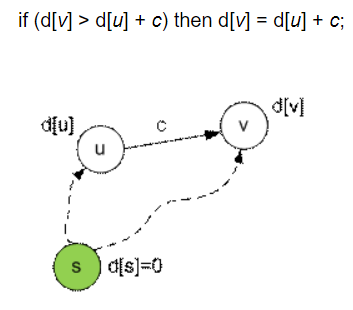 if (d[v] > d[u] + c) then d[v] = d[u] + c;
d[u]
c
d[v]
u
v
s
d[s]=0